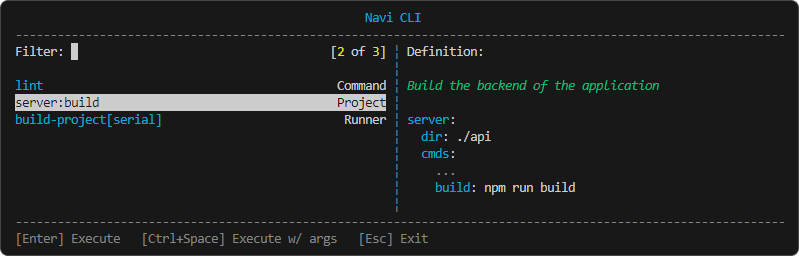 Navi CLI
Filter: [2 of 3]
lint Command
server:build Project
build-project[serial] Runner
Definition:
Build the backend of the application
server:
dir: ./api
cmds:
...
build: npm run build
[Enter] Execute [Ctrl+Space] Execute w/ args [Esc] Exit